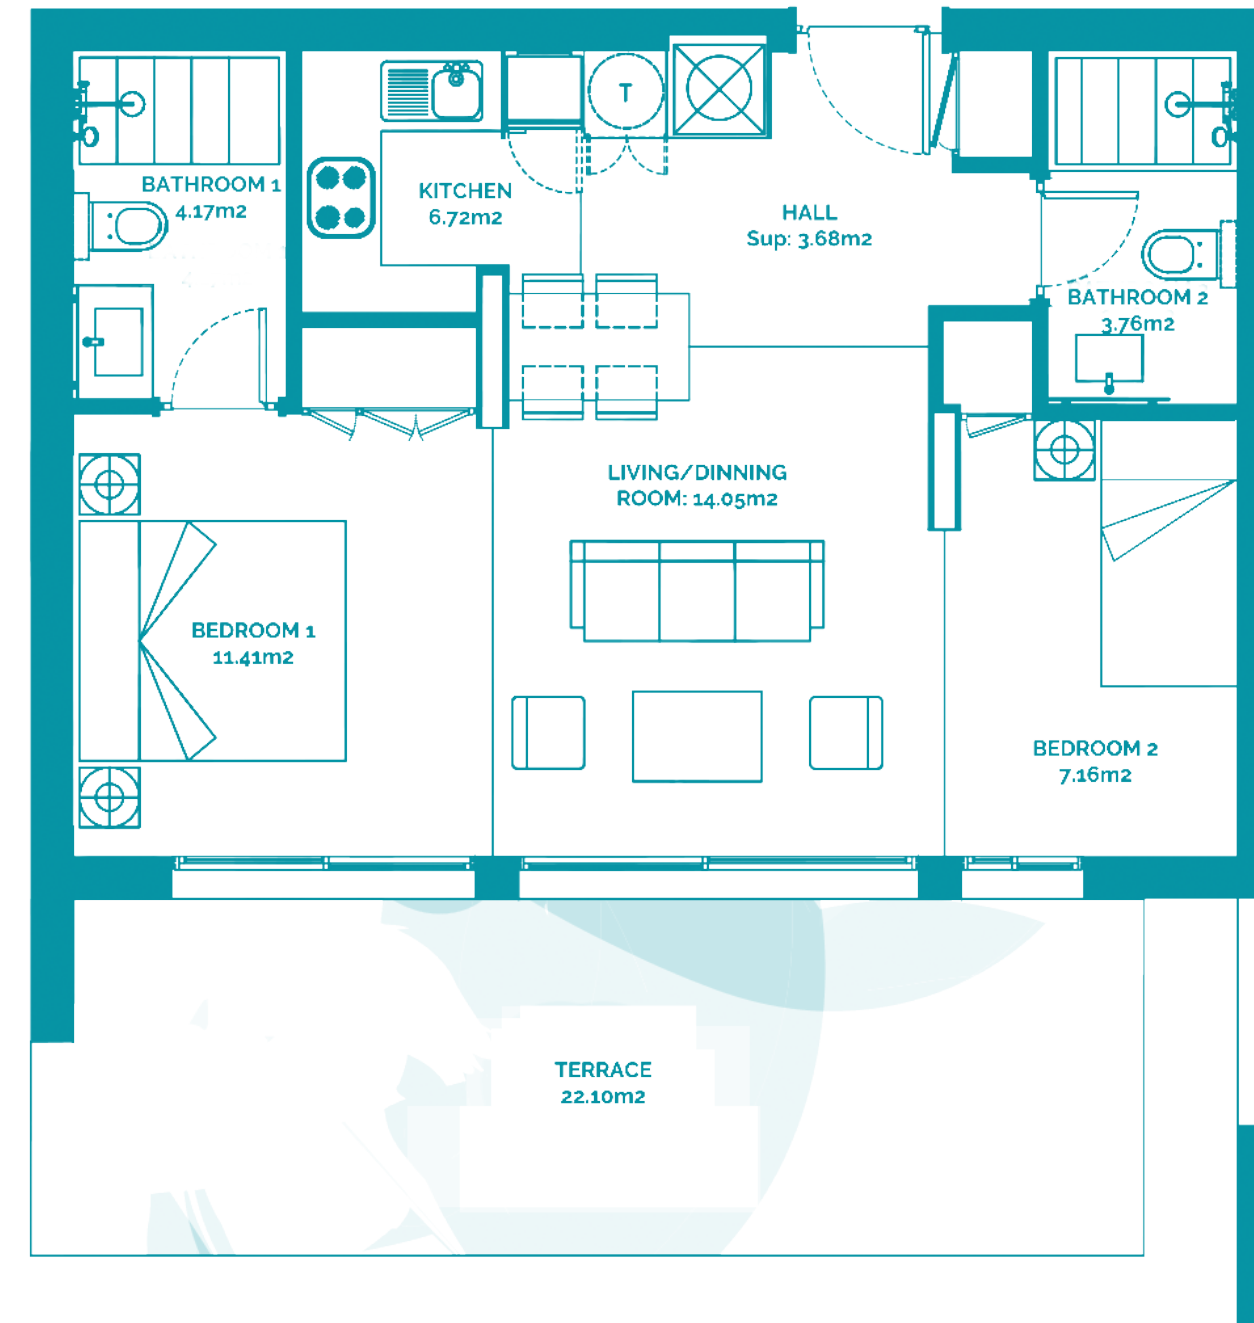 T
BATHROOM 1
4.17m2
KITCHEN
6.72m2
HALL
Sup: 3.68m2
BATHROOM 2
3.76m2
LIVING/DINNING
ROOM: 14.05m2
BEDROOM 1
11.41m2
BEDROOM 2
7.16m2
TERRACE
22.10m2